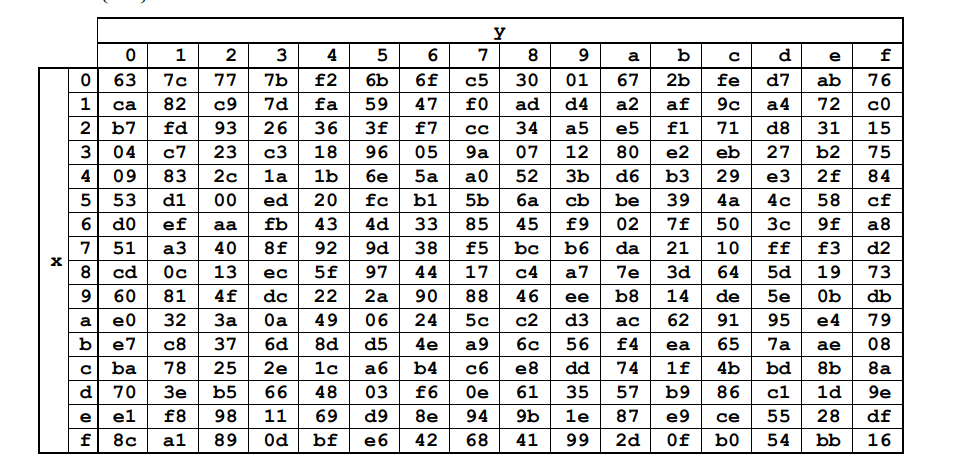 y
0 1 2 3 4 5 6 7 8 9 a b c d e f
0 63 7c 77 7b f2 6b 6f c5 30 01 67 2b fe d7 ab 76
1 ca 82 c9 7d fa 59 47 f0 ad d4 a2 af 9c a4 72 c0
2 b7 fd 93 26 36 3f f7 cc 34 a5 e5 f1 71 d8 31 15
3 04 c7 23 c3 18 96 05 9a 07 12 80 e2 eb 27 b2 75
4 09 83 2c 1a 1b 6e 5a a0 52 3b d6 b3 29 e3 2f 84
5 53 d1 00 ed 20 fc b1 5b 6a cb be 39 4a 4c 58 cf
6 d0 ef aa fb 43 4d 33 85 45 f9 02 7f 50 3c 9f a8
7 51 a3 40 8f 92 9d 38 f5 bc b6 da 21 10 ff f3 d2
x
8 cd 0c 13 ec 5f 97 44 17 c4 a7 7e 3d 64 5d 19 73
9 60 81 4f dc 22 2a 90 88 46 ee b8 14 de 5e 0b db
a e0 32 3a 0a 49 06 24 5c c2 d3 ac 62 91 95 e4 79
b e7 c8 37 6d 8d d5 4e a9 6c 56 f4 ea 65 7a ae 08
c ba 78 25 2e 1c a6 b4 c6 e8 dd 74 1f 4b bd 8b 8a
d 70 3e b5 66 48 03 f6 0e 61 35 57 b9 86 c1 1d 9e
e e1 f8 98 11 69 d9 8e 94 9b 1e 87 e9 ce 55 28 df
f 8c a1 89 0d bf e6 42 68 41 99 2d 0f b0 54 bb 16